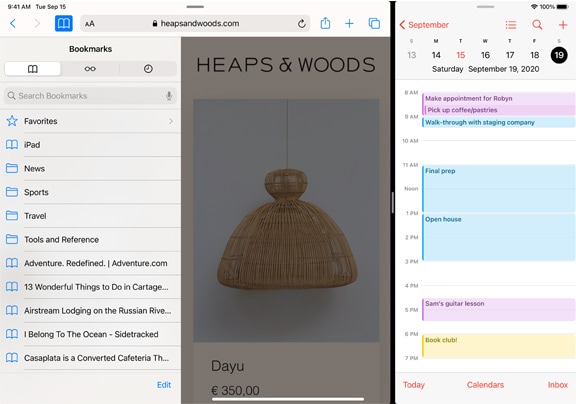 9:41 AM Tue Sep 15
AA
heapsandwoods.com
Bookmarks
Search Bookmarks
Favorites
iPad
News
Sports
Travel
Tools and Reference
Adventure. Redefined. | Adventure.com
13 Wonderful Things to Do in Cartage...
Airstream Lodging on the Russian Rive...
I Belong To The Ocean - Sidetracked
Casaplata is a Converted Cafeteria Th...
Edit
HEAPS & WOODS
Dayu
€ 350,00
100%
September
S M T W T F S
13 14 15 16 17 18 19
Saturday September 19, 2020
8 AM
Make appointment for Robyn
Pick up coffee/pastries
9 AM
Walk-through with staging company
10 AM
11 AM
Final prep
Noon
1 PM
Open house
2 PM
3 PM
4 PM
Sam's guitar lesson
5 PM
6 PM
Book club!
7 PM
Today
Calendars
Inbox